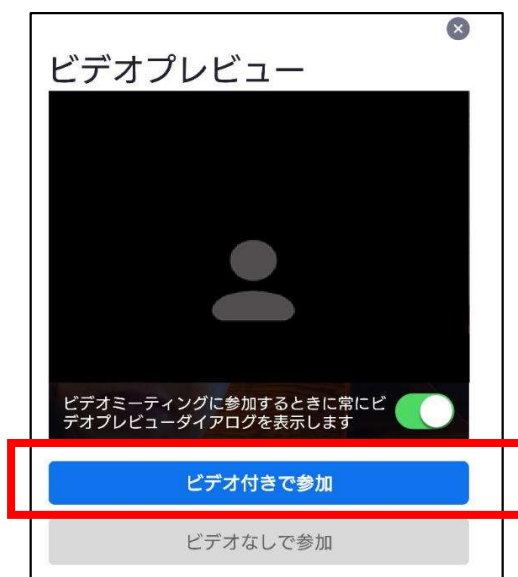 ビデオプレビュー
ビデオミーティングに参加するときに常にビ
デオプレビューダイアログを表示します
ビデオ付きで参加
ビデオなしで参加